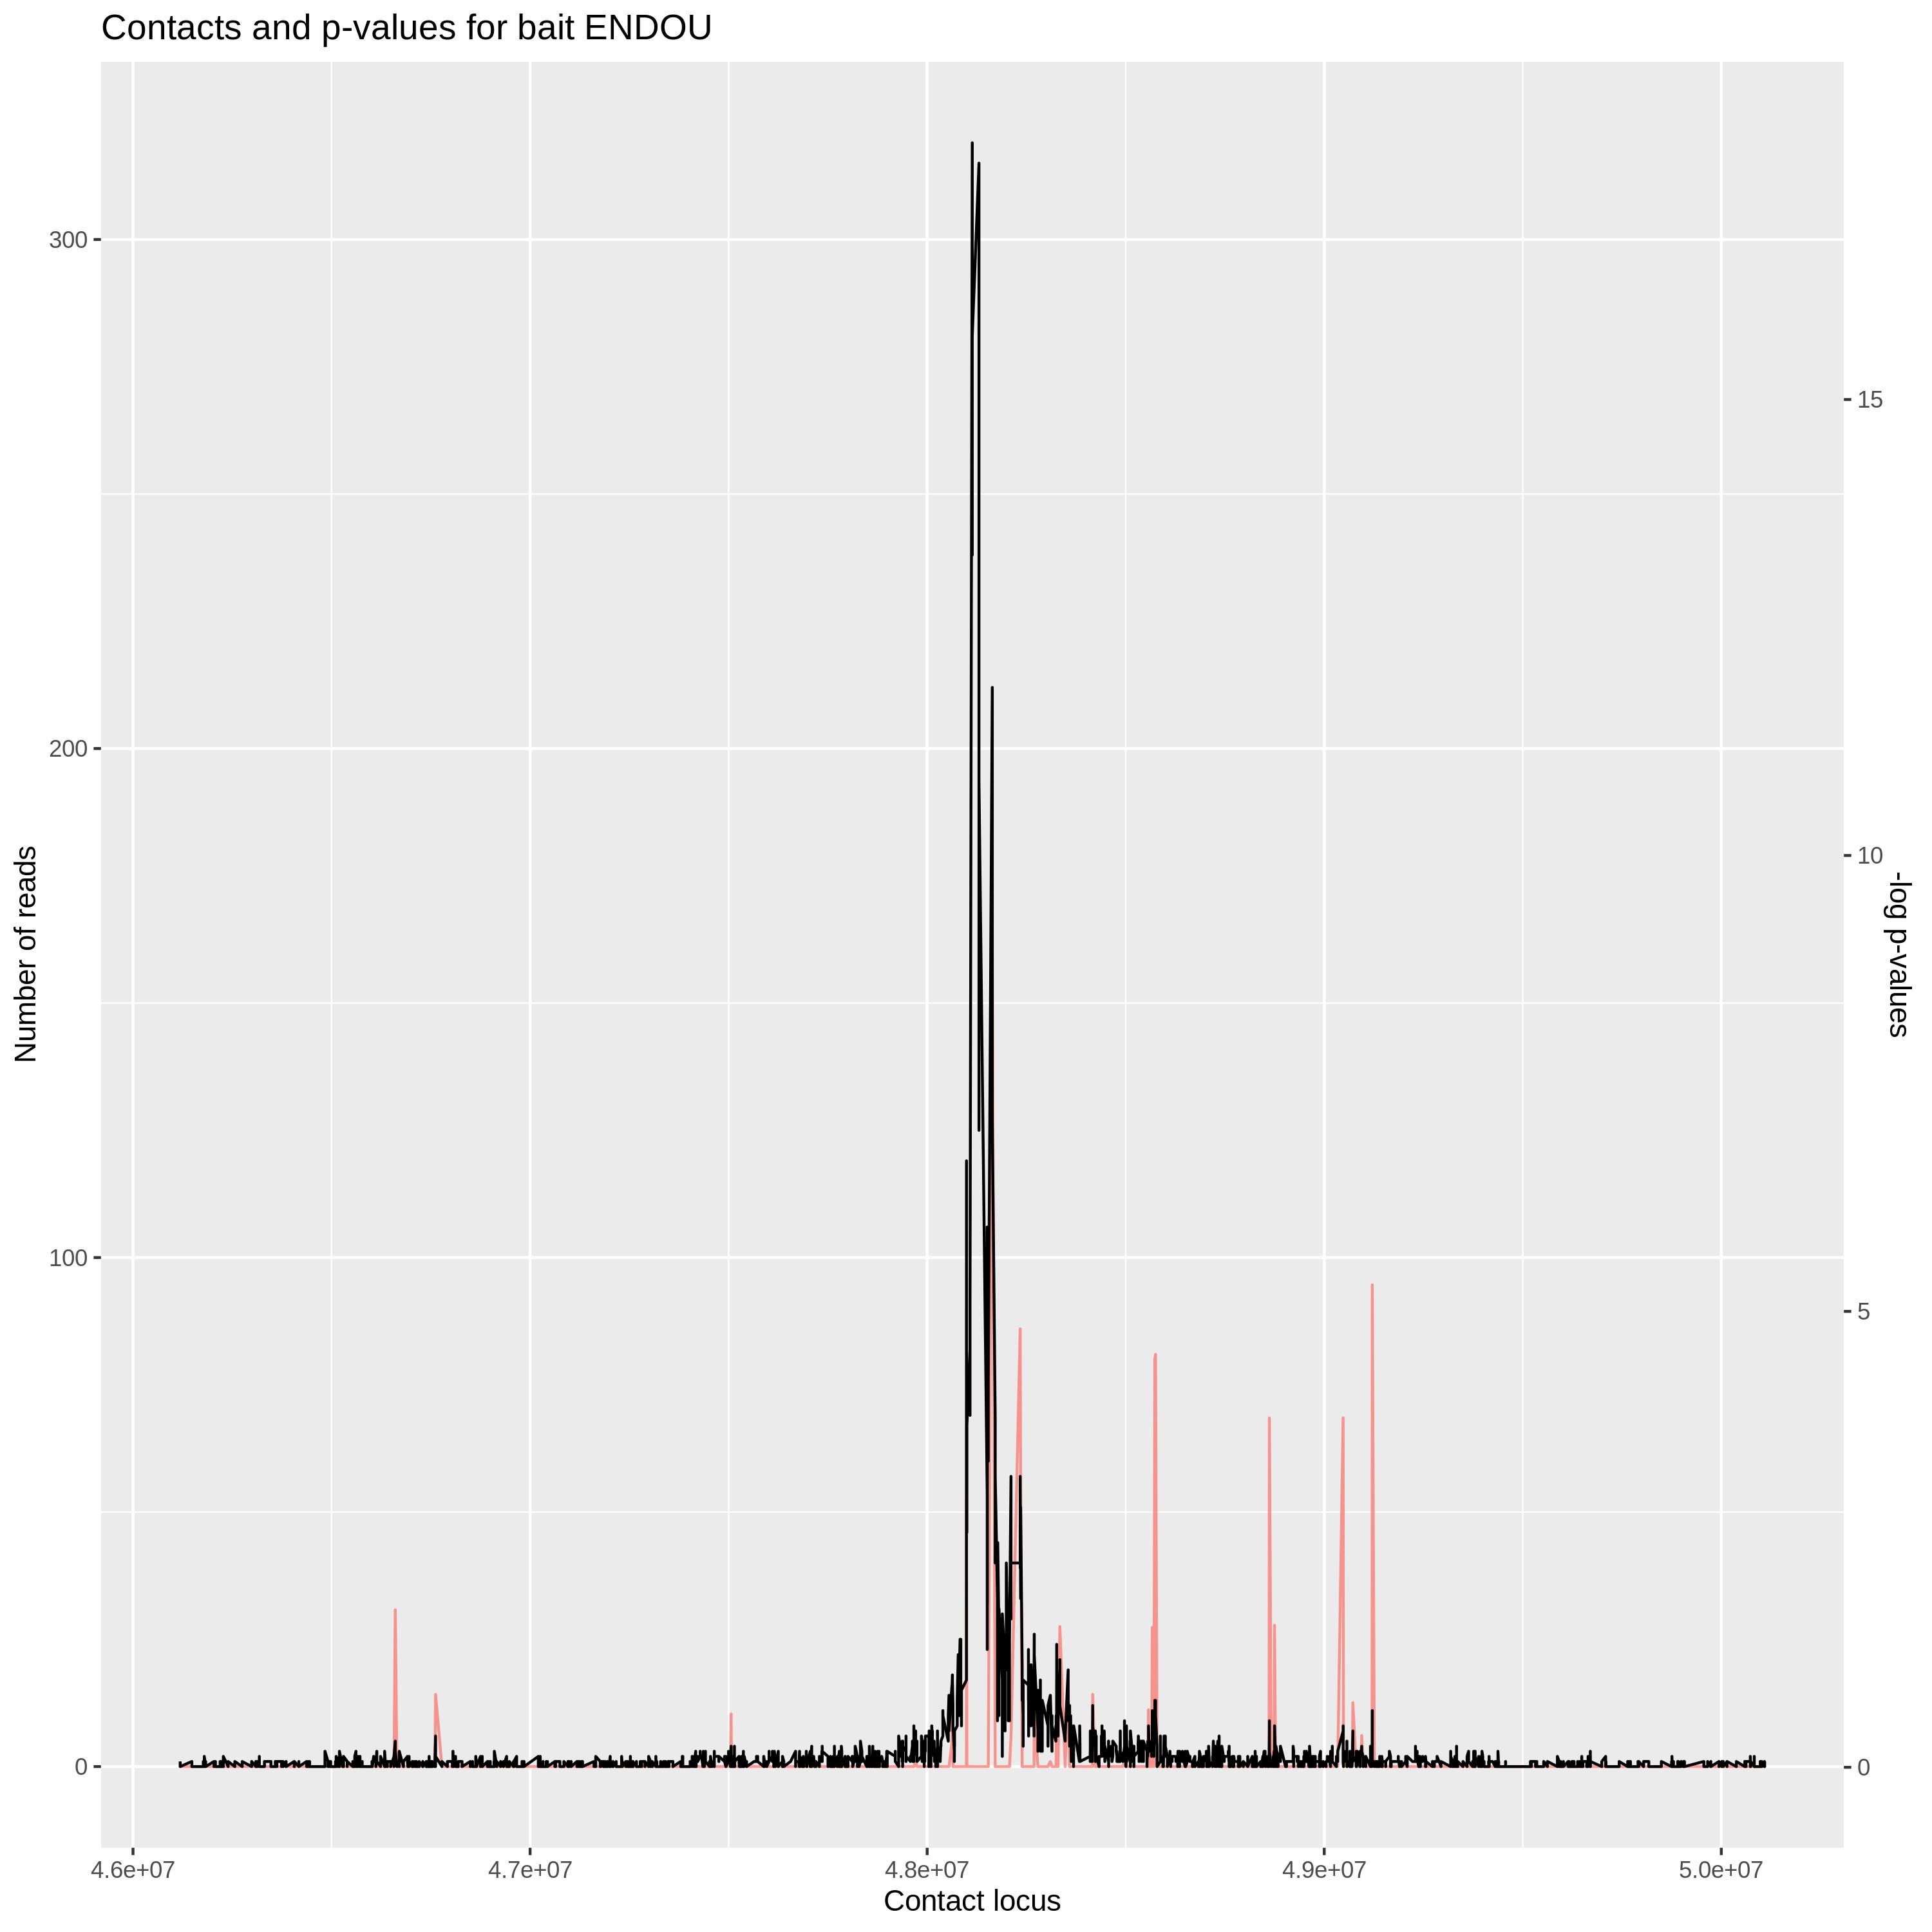 Contacts and p-values for bait ENDOU
300
200
100
0
Number of reads
15
10
5
0
-log p-values
4.6e+07 4.7e+07 4.8e+07 4.9e+07 5.0e+07
Contact locus